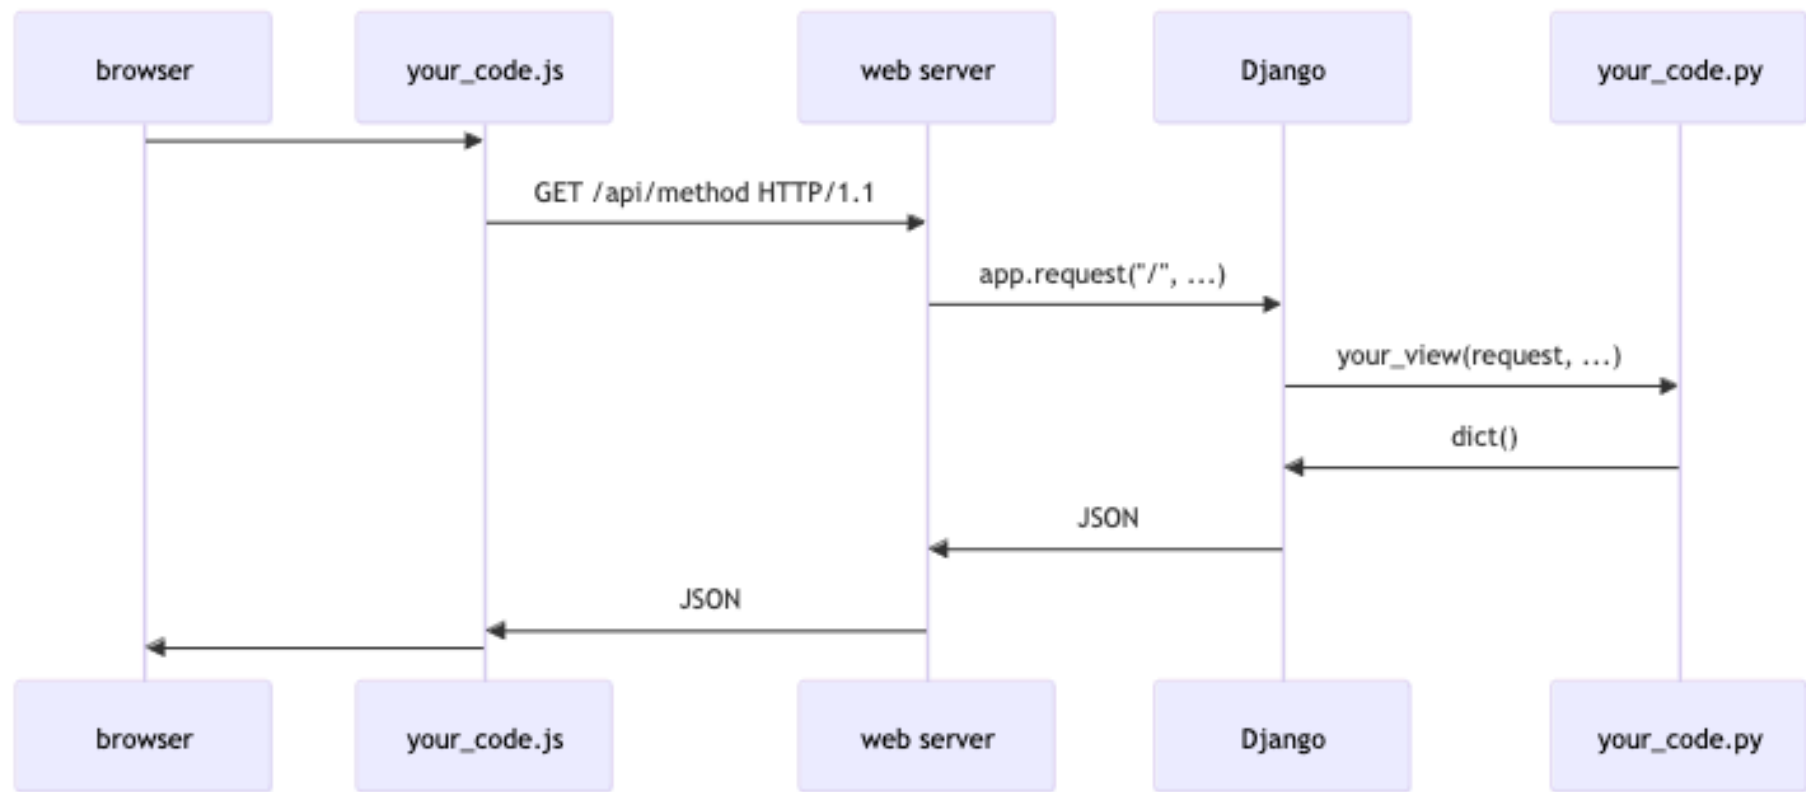 browser
your_code.js
web server
Django
your_code.py
GET /api/method HTTP/1.1
app.request("/", ...)
your_view(request, ...)
dict()
JSON
JSON
browser
your_code.js
web server
Django
your_code.py